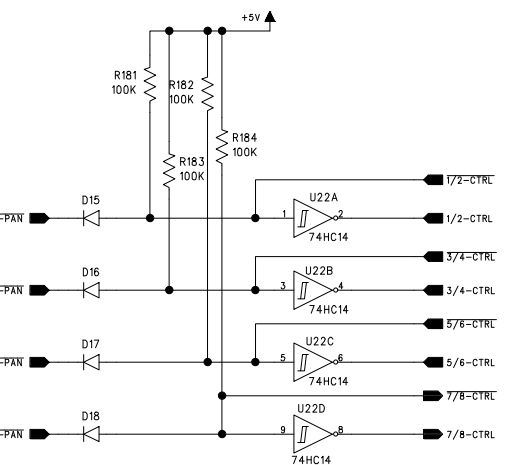 +5V
R181
100K
R182
100K
R184
100K
R183
100K
D15
U22A
1/2-CTRL
-PAN
1
2
1/2-CTRL
74HC14
D16
U22B
3/4-CTRL
-PAN
3
4
3/4-CTRL
74HC14
D17
U22C
5/6-CTRL
-PAN
5
6
5/6-CTRL
74HC14
7/8-CTRL
D18
U22D
-PAN
9
8
7/8-CTRL
74HC14